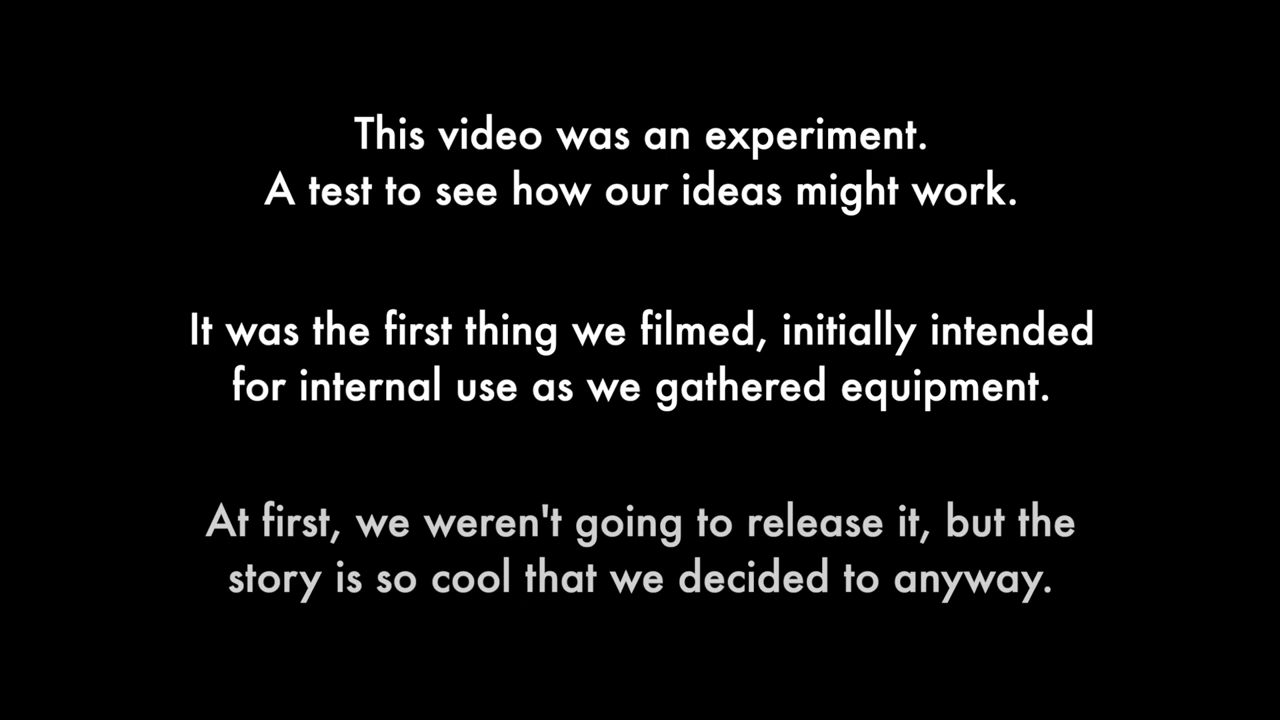 This video was an experiment.
A test to see how our ideas might work.
It was the first thing we filmed, initially intended
for internal use as we gathered equipment.
At first, we weren't going to release it, but the
story is so cool that we decided to anyway.